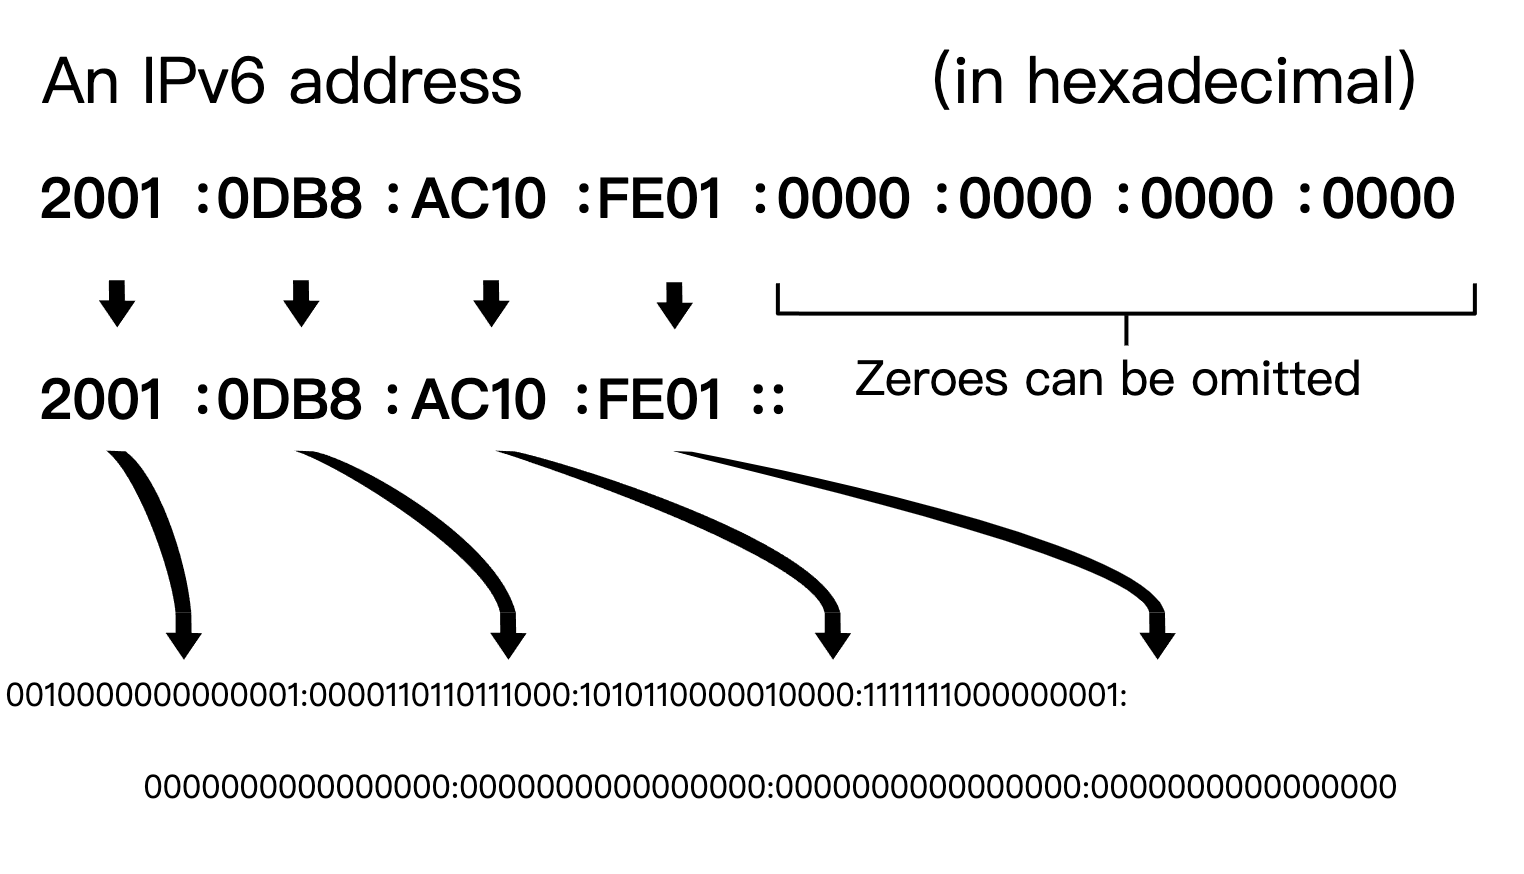 An IPv6 address (in hexadecimal)
2001 :0DB8 :AC10 :FE01 :0000 :0000 :0000 :0000
2001 :0DB8 :AC10 :FE01 ::
Zeroes can be omitted
0010000000000001:0000110110111000:1010110000010000:1111111000000001:
0000000000000000:0000000000000000:0000000000000000:0000000000000000